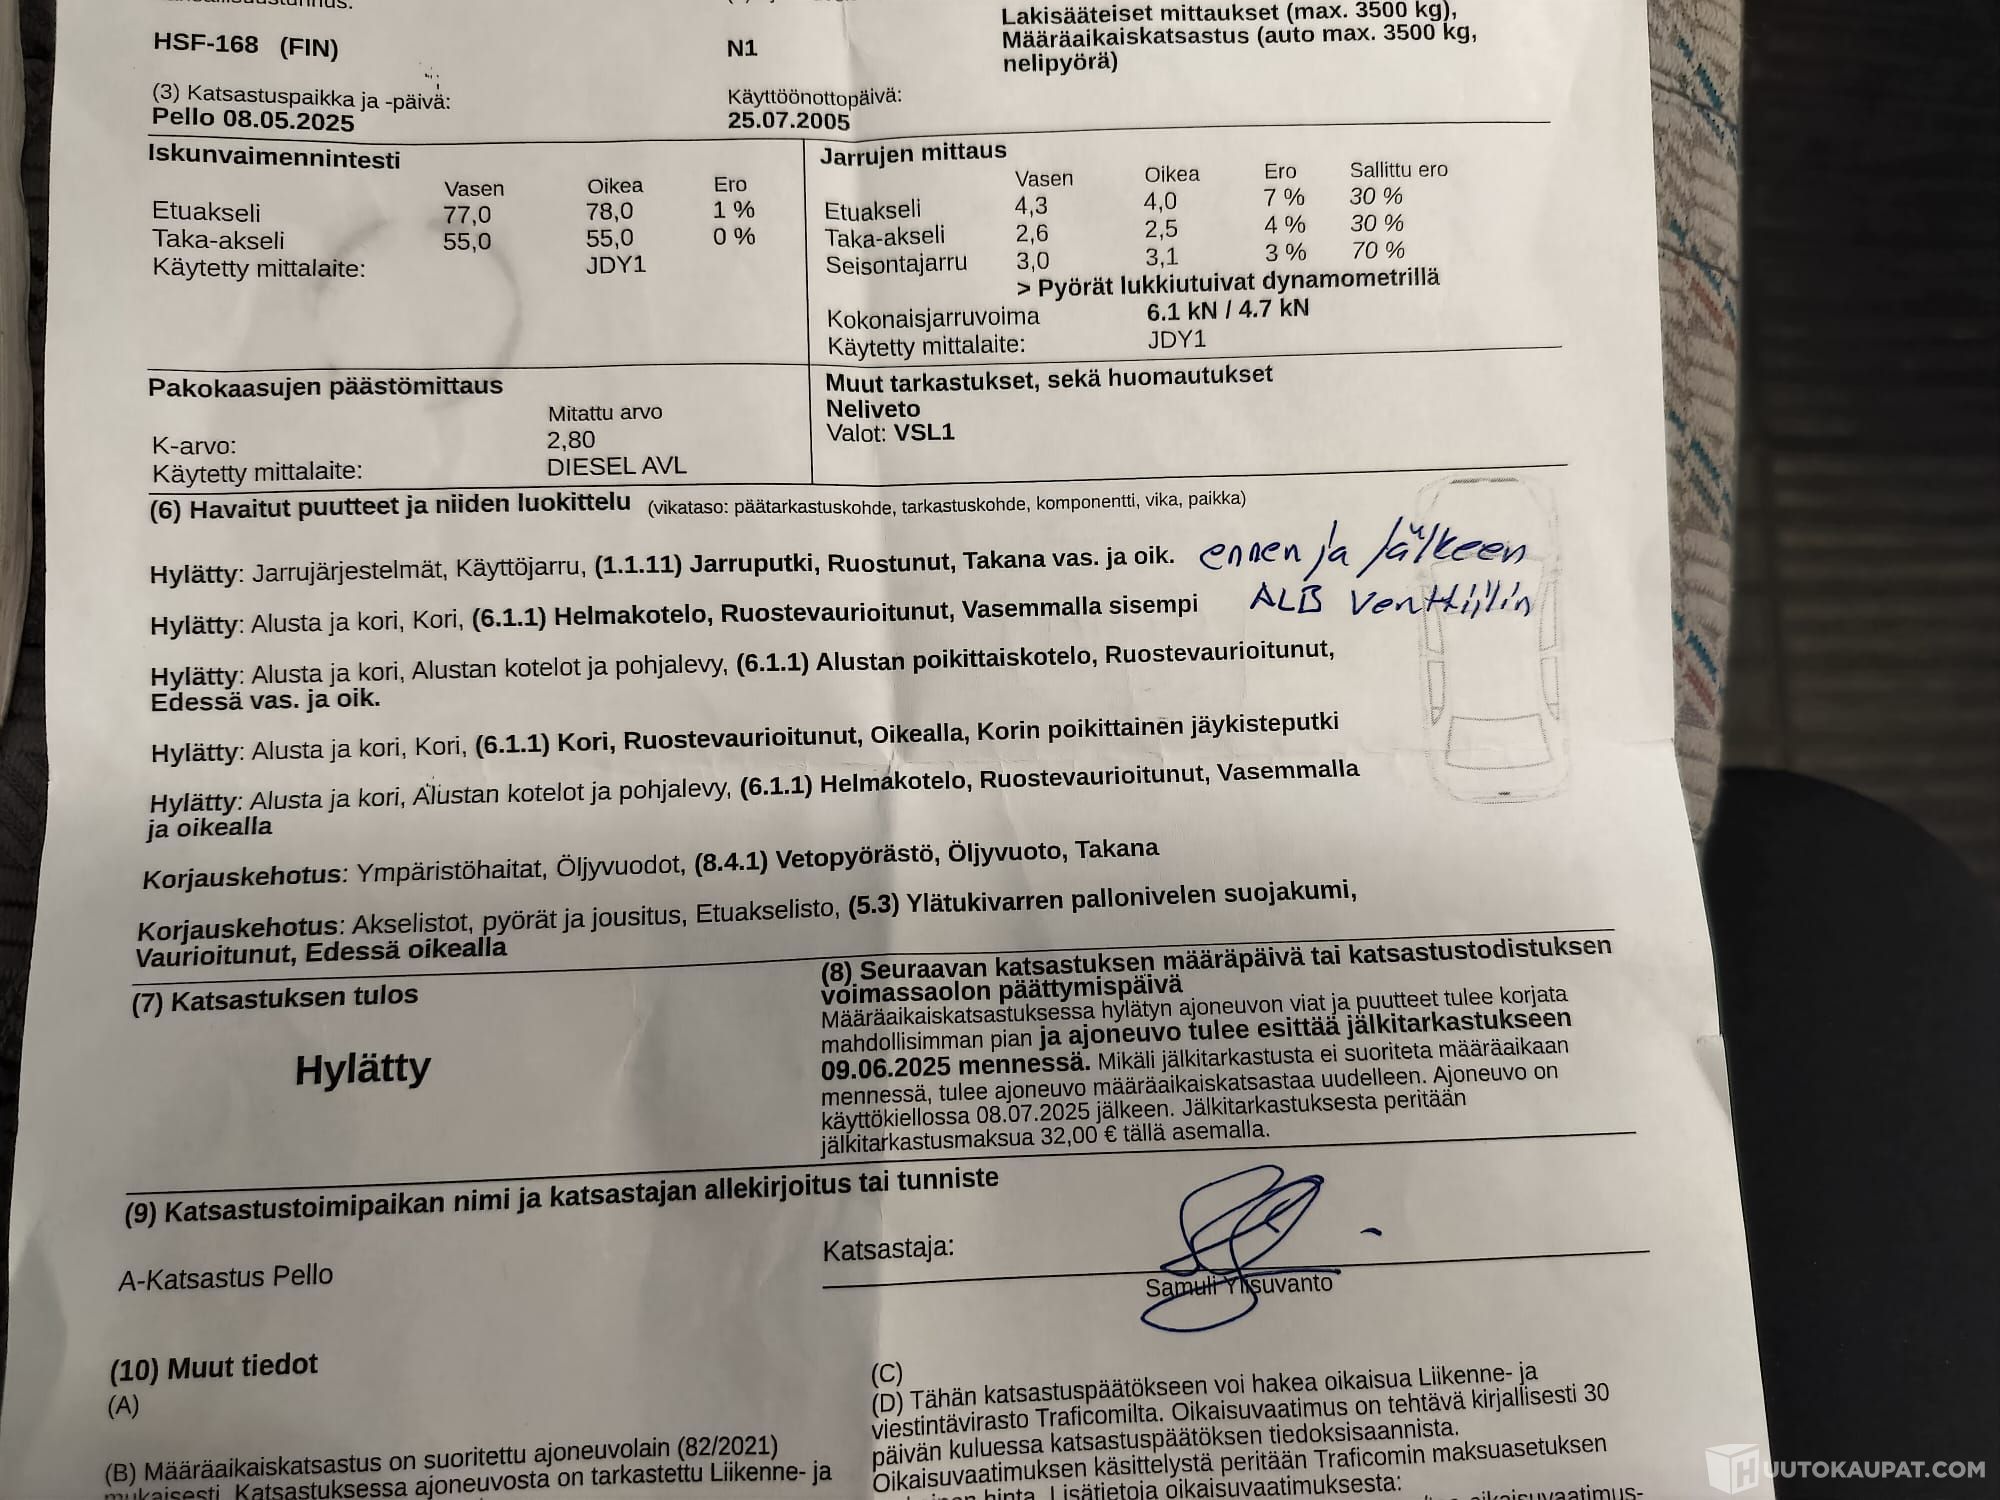 HSF-168 (FIN)
N1
Lakisääteiset mittaukset (max. 3500 kg),
Määräaikaiskatsastus (auto max. 3500 kg,
nelipyörä)
(3) Katsastuspaikka ja -päivä:
Pello 08.05.2025
Käyttöönottopäivä:
25.07.2005
Iskunvaimennintesti
Vasen Oikea Ero
Etuakseli 77,0 78,0 1 %
Taka-akseli 55,0 55,0 0 %
Käytetty mittalaite: JDY1
Jarrujen mittaus
Vasen Oikea Ero Sallittu ero
Etuakseli 4,3 4,0 7 % 30 %
Taka-akseli 2,6 2,5 4 % 30 %
Seisontajarru 3,0 3,1 3 % 70 %
> Pyörät lukkiutuivat dynamometrillä
Kokonaisjarruvoima 6.1 kN / 4.7 kN
Käytetty mittalaite: JDY1
Pakokaasujen päästömittaus
Mitattu arvo
K-arvo: 2,80
Käytetty mittalaite: DIESEL AVL
Muut tarkastukset, sekä huomautukset
Neliveto
Valot: VSL1
(6) Havaitut puutteet ja niiden luokittelu (vikataso: päätarkastuskohde, tarkastuskohde, komponentti, vika, paikka)
Hylätty: Jarrujärjestelmät, Käyttöjarru, (1.1.11) Jarruputki, Ruostunut, Takana vas. ja oik. ennen ja jälkeen
Hylätty: Alusta ja kori, Kori, (6.1.1) Helmakotelo, Ruostevaurioitunut, Vasemmalla sisempi ALB venttiilin
Hylätty: Alusta ja kori, Alustan kotelot ja pohjalevy, (6.1.1) Alustan poikittaiskotelo, Ruostevaurioitunut,
Edessä vas. ja oik.
Hylätty: Alusta ja kori, Kori, (6.1.1) Kori, Ruostevaurioitunut, Oikealla, Korin poikittainen jäykisteputki
Hylätty: Alusta ja kori, Alustan kotelot ja pohjalevy, (6.1.1) Helmakotelo, Ruostevaurioitunut, Vasemmalla
ja oikealla
Korjauskehotus: Ympäristöhaitat, Öljyvuodot, (8.4.1) Vetopyörästö, Öljyvuoto, Takana
Korjauskehotus: Akselistot, pyörät ja jousitus, Etuakselisto, (5.3) Ylätukivarren pallonivelen suojakumi,
Vaurioitunut, Edessä oikealla
(7) Katsastuksen tulos
Hylätty
(8) Seuraavan katsastuksen määräpäivä tai katsastustodistuksen
voimassaolon päättymispäivä
Määräaikaiskatsastuksessa hylätyn ajoneuvon viat ja puutteet tulee korjata
mahdollisimman pian ja ajoneuvo tulee esittää jälkitarkastukseen
09.06.2025 mennessä. Mikäli jälkitarkastusta ei suoriteta määräaikaan
mennessä, tulee ajoneuvo määräaikaiskatsastaa uudelleen. Ajoneuvo on
käyttökiellossa 08.07.2025 jälkeen. Jälkitarkastuksesta peritään
jälkitarkastusmaksua 32,00 € tällä asemalla.
(9) Katsastustoimipaikan nimi ja katsastajan allekirjoitus tai tunniste
A-Katsastus Pello
Katsastaja:
Samuli Ylisuvanto
(10) Muut tiedot
(A)
(B) Määräaikaiskatsastus on suoritettu ajoneuvolain (82/2021)
mukaisesti. Katsastuksessa ajoneuvosta on tarkastettu Liikenne- ja
(C)
(D) Tähän katsastuspäätökseen voi hakea oikaisua Liikenne- ja
viestintävirasto Traficomilta. Oikaisuvaatimus on tehtävä kirjallisesti 30
päivän kuluessa katsastuspäätöksen tiedoksisaannista.
Oikaisuvaatimuksen käsittelystä peritään Traficomin maksuasetuksen
hinta. Lisätietoja oikaisuvaatimuksesta:
HUUTOKAUPAT.COM